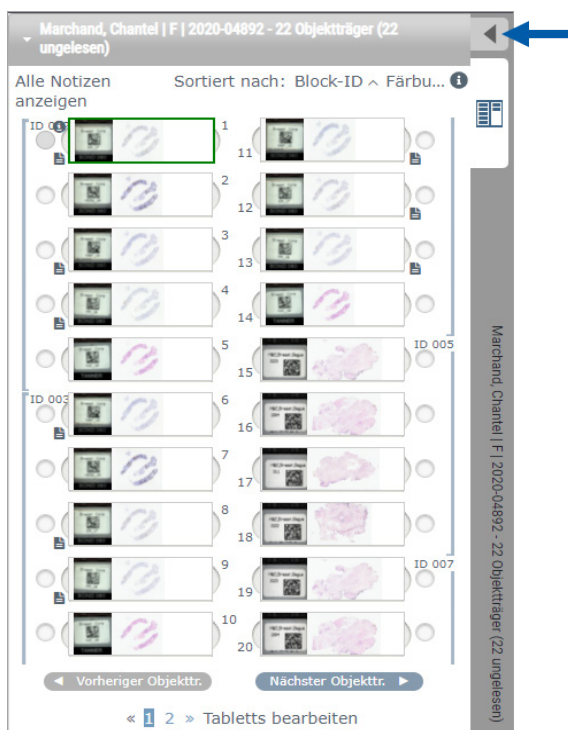 Marchand, Chantel | F | 2020-04892 - 22 Objektträger (22
ungelesen)
Alle Notizen
anzeigen
Sortiert nach: Block-ID ^ Färbu...
1
2
3
4
5
ID 003
6
7
8
9
10
11
12
13
14
ID 005
15
16
17
18
ID 007
19
20
Vorheriger Objekttr.
Nächster Objekttr.
« 1 2 » Tabletts bearbeiten
Marchand, Chantel | F | 2020-04892 - 22 Objektträger (22 ungelesen)